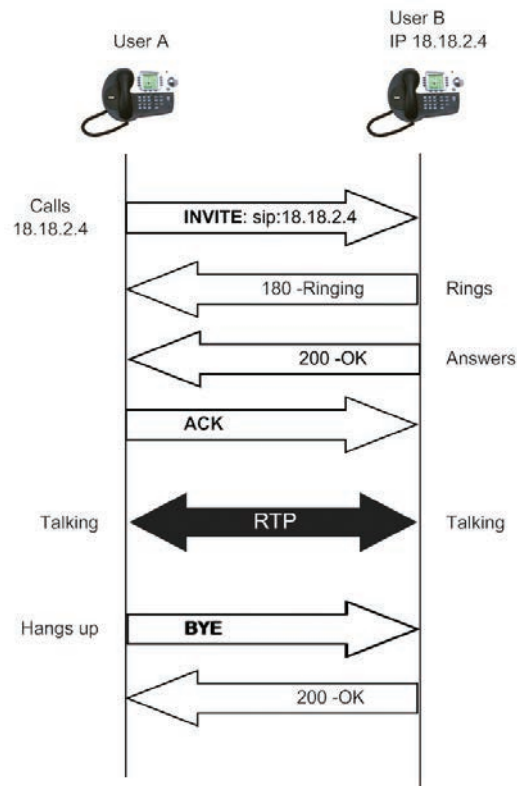 User A
User B
IP 18.18.2.4
Calls
18.18.2.4
INVITE: sip:18.18.2.4
180 -Ringing
Rings
200 -OK
Answers
ACK
Talking
RTP
Talking
Hangs up
BYE
200 -OK